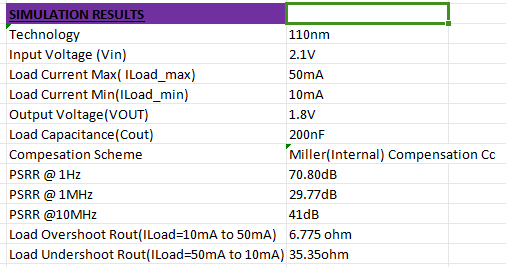 SIMULATION RESULTS
Technology 110nm
Input Voltage (Vin) 2.1V
Load Current Max( ILoad_max) 50mA
Load Current Min(ILoad_min) 10mA
Output Voltage(VOUT) 1.8V
Load Capacitance(Cout) 200nF
Compesation Scheme Miller(Internal) Compensation Cc
PSRR @ 1Hz 70.80dB
PSRR @ 1MHz 29.77dB
PSRR @10MHz 41dB
Load Overshoot Rout(ILoad=10mA to 50mA) 6.775 ohm
Load Undershoot Rout(ILoad=50mA to 10mA) 35.35ohm